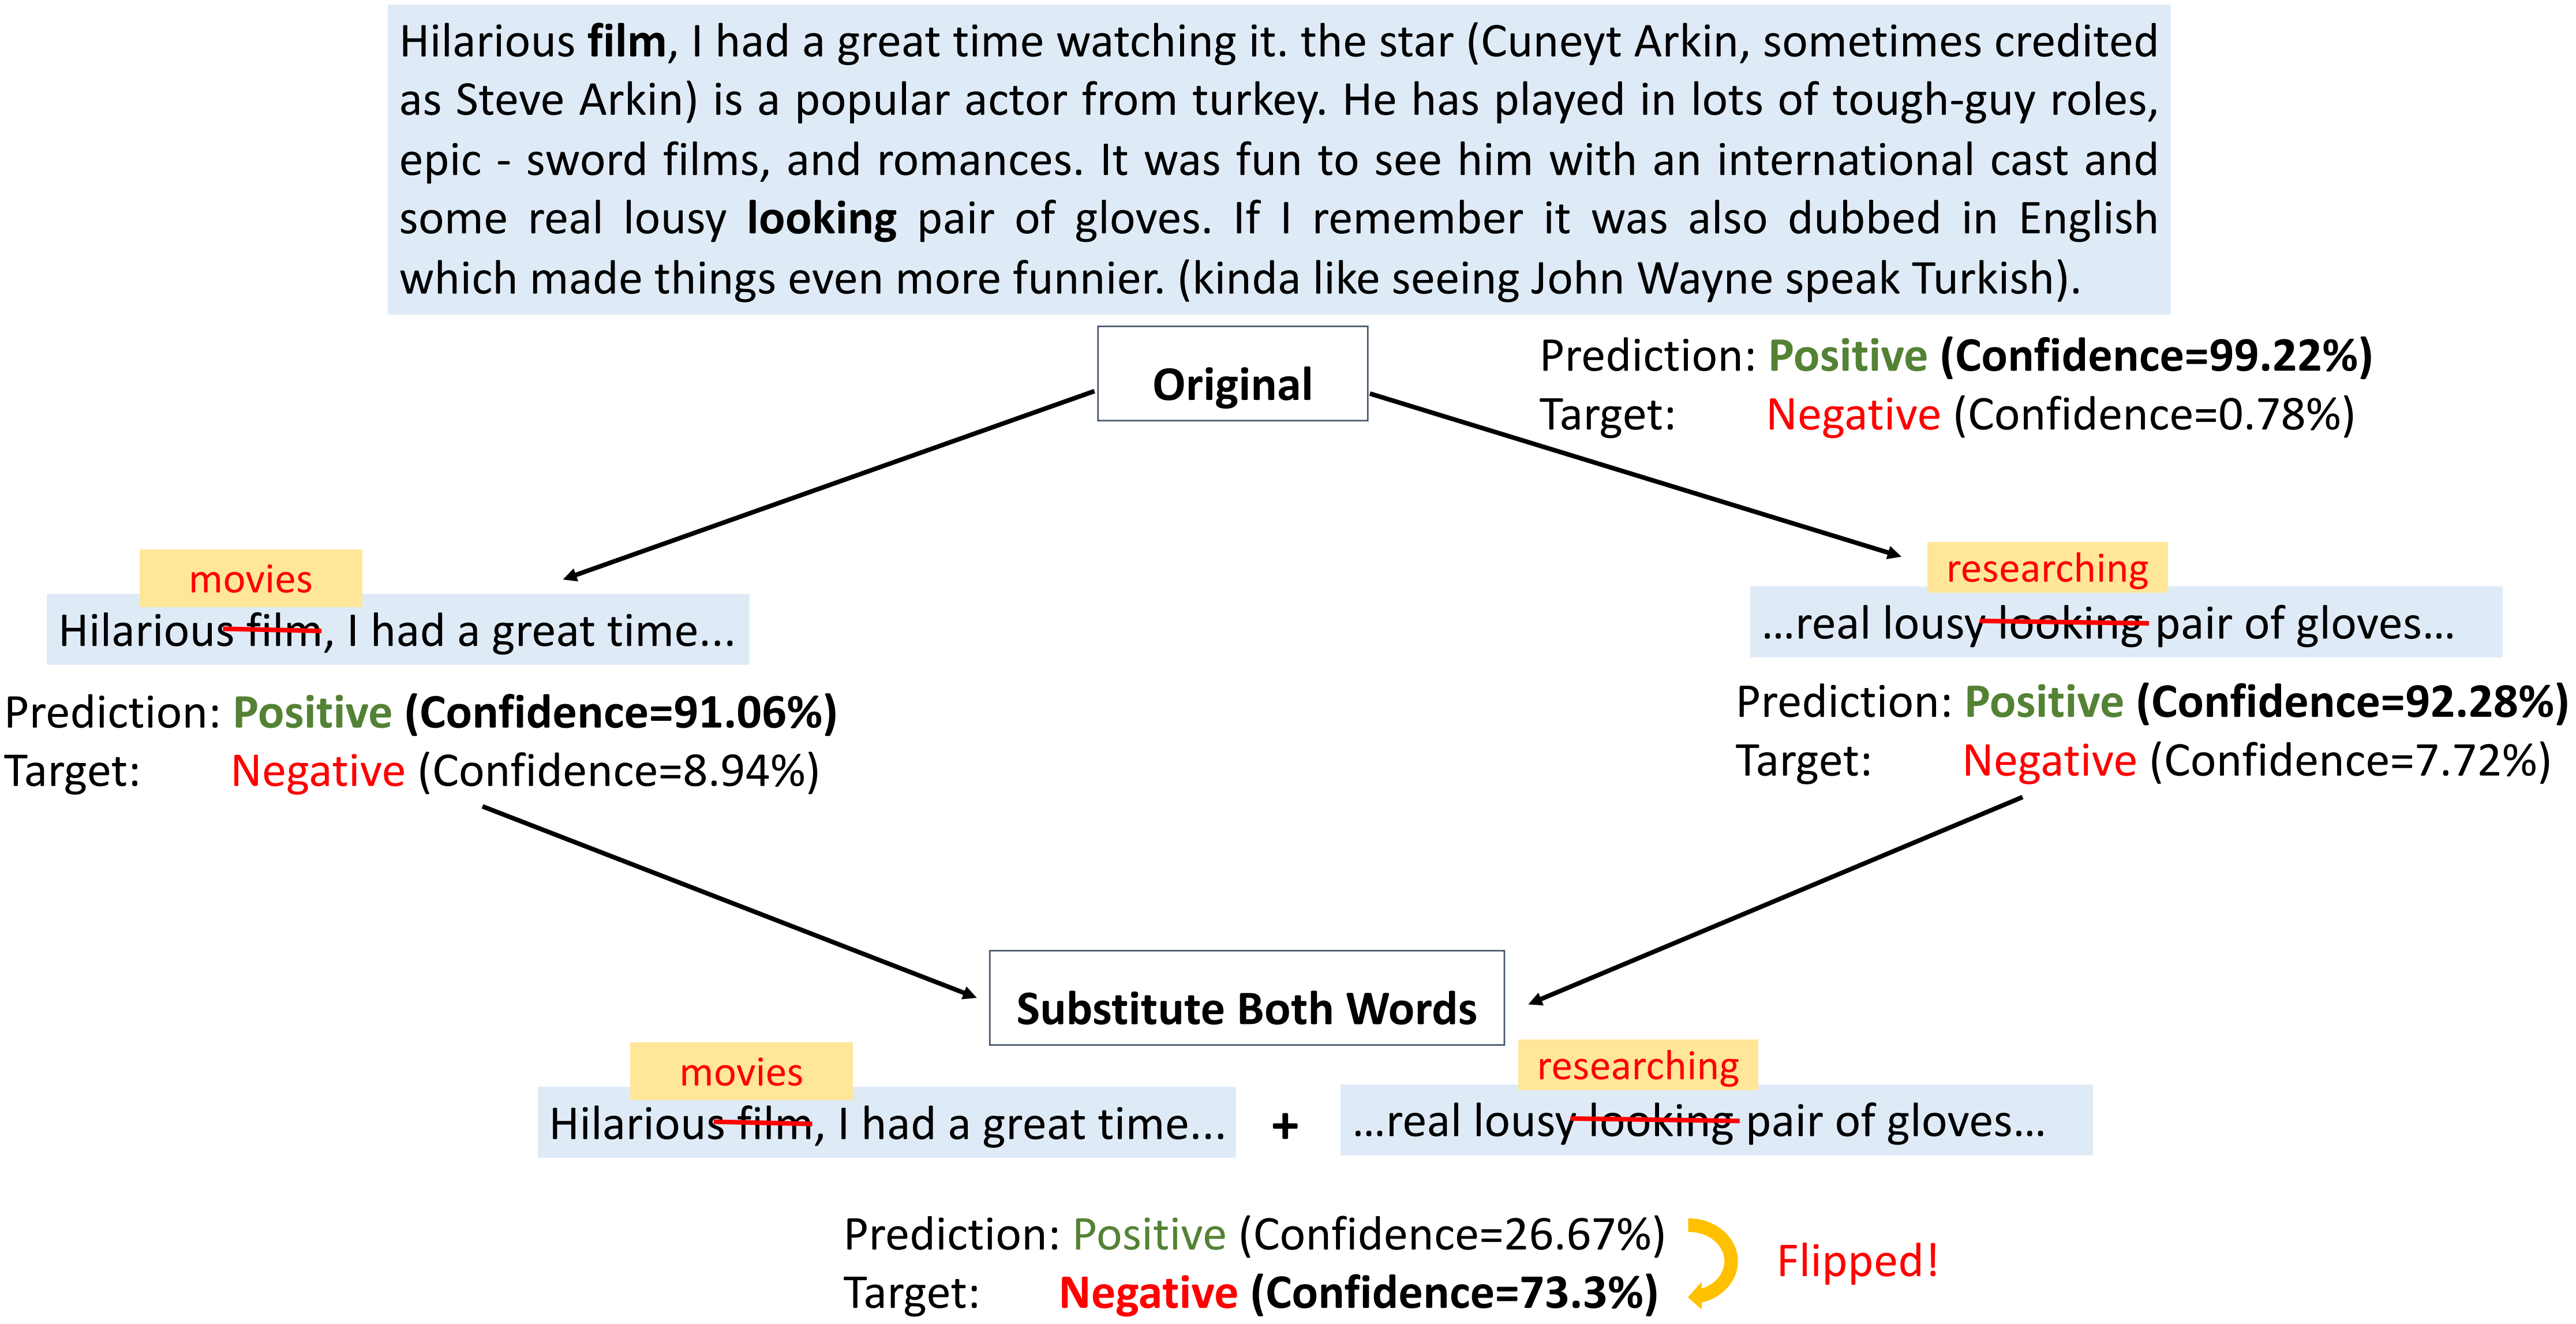 Hilarious film, I had a great time watching it. the star (Cuneyt Arkin, sometimes credited
as Steve Arkin) is a popular actor from turkey. He has played in lots of tough-guy roles,
epic - sword films, and romances. It was fun to see him with an international cast and
some real lousy looking pair of gloves. If I remember it was also dubbed in English
which made things even more funnier. (kinda like seeing John Wayne speak Turkish).
Original
Prediction: Positive (Confidence=99.22%)
Target: Negative (Confidence=0.78%)
movies
Hilarious film, I had a great time...
Prediction: Positive (Confidence=91.06%)
Target: Negative (Confidence=8.94%)
researching
...real lousy looking pair of gloves...
Prediction: Positive (Confidence=92.28%)
Target: Negative (Confidence=7.72%)
Substitute Both Words
movies
Hilarious film, I had a great time...
+
researching
...real lousy looking pair of gloves...
Prediction: Positive (Confidence=26.67%)
Target: Negative (Confidence=73.3%)
Flipped!